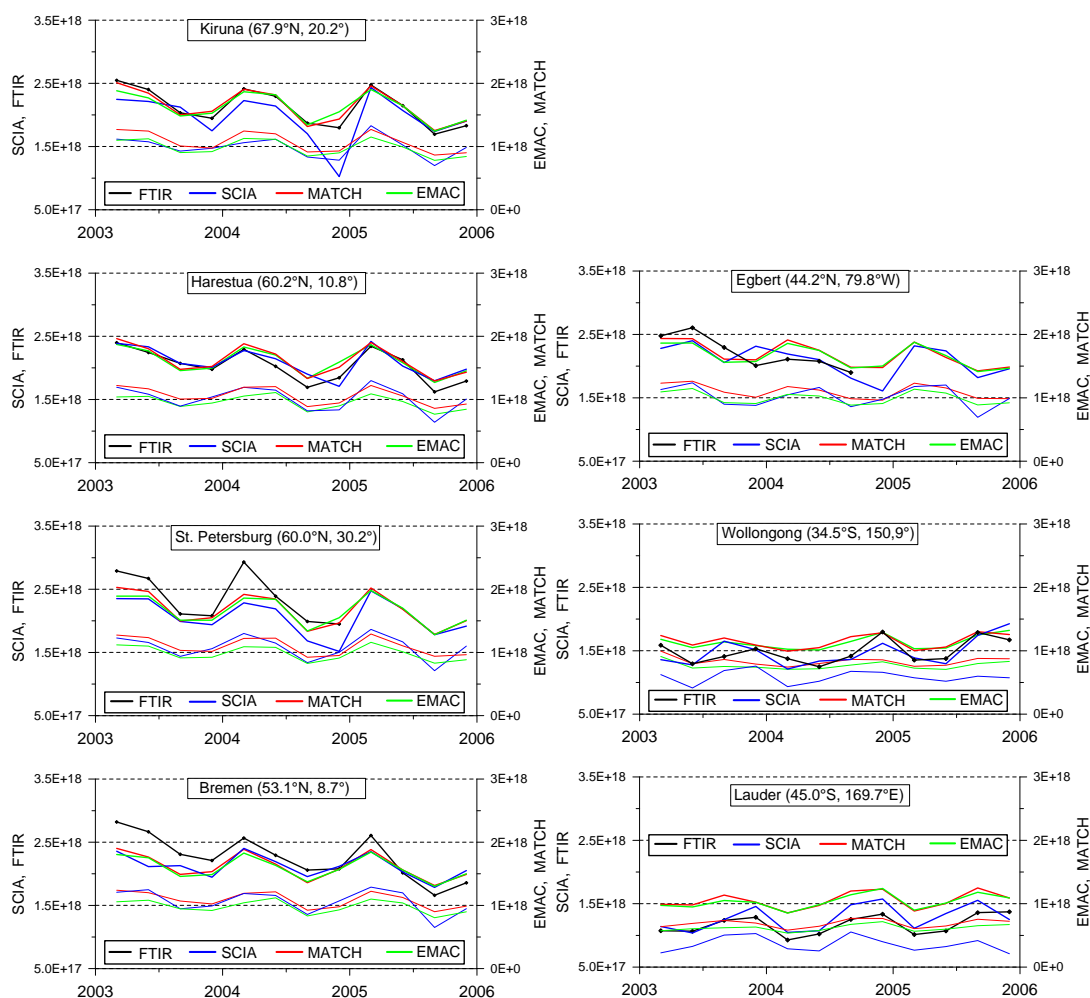 Kiruna (67.9°N, 20.2°)
SCIA, FTIR
EMAC, MATCH
3.5E+18
2.5E+18
1.5E+18
5.0E+17
3E+18
2E+18
1E+18
0E+0
FTIR SCIA MATCH EMAC
2003 2004 2005 2006
Harestua (60.2°N, 10.8°)
SCIA, FTIR
EMAC, MATCH
3.5E+18
2.5E+18
1.5E+18
5.0E+17
3E+18
2E+18
1E+18
0E+0
FTIR SCIA MATCH EMAC
2003 2004 2005 2006
Egbert (44.2°N, 79.8°W)
SCIA, FTIR
EMAC, MATCH
3.5E+18
2.5E+18
1.5E+18
5.0E+17
3E+18
2E+18
1E+18
0E+0
FTIR SCIA MATCH EMAC
2003 2004 2005 2006
St. Petersburg (60.0°N, 30.2°)
SCIA, FTIR
EMAC, MATCH
3.5E+18
2.5E+18
1.5E+18
5.0E+17
3E+18
2E+18
1E+18
0E+0
FTIR SCIA MATCH EMAC
2003 2004 2005 2006
Wollongong (34.5°S, 150,9°)
SCIA, FTIR
EMAC, MATCH
3.5E+18
2.5E+18
1.5E+18
5.0E+17
3E+18
2E+18
1E+18
0E+0
FTIR SCIA MATCH EMAC
2003 2004 2005 2006
Bremen (53.1°N, 8.7°)
SCIA, FTIR
EMAC, MATCH
3.5E+18
2.5E+18
1.5E+18
5.0E+17
3E+18
2E+18
1E+18
0E+0
FTIR SCIA MATCH EMAC
2003 2004 2005 2006
Lauder (45.0°S, 169.7°E)
SCIA, FTIR
EMAC, MATCH
3.5E+18
2.5E+18
1.5E+18
5.0E+17
3E+18
2E+18
1E+18
0E+0
FTIR SCIA MATCH EMAC
2003 2004 2005 2006